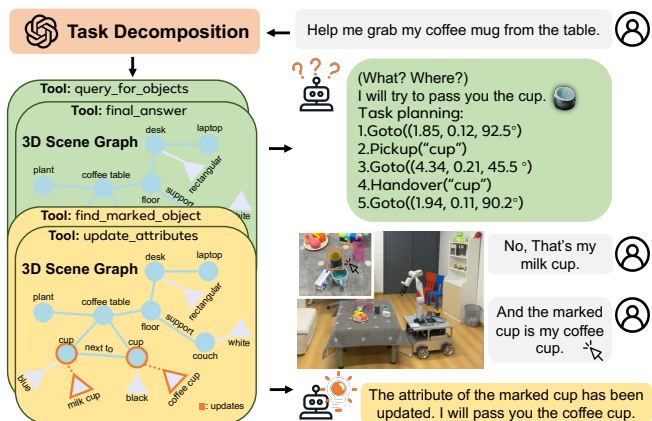 Task Decomposition
Help me grab my coffee mug from the table.
Tool: query_for_objects
Tool: final_answer
3D Scene Graph
desk
laptop
plant
coffee table
rectangular
floor
support
white
? ? ?
(What? Where?)
I will try to pass you the cup.
Task planning:
1.Goto((1.85, 0.12, 92.5°)
2.Pickup("cup")
3.Goto((4.34, 0.21, 45.5 °)
4.Handover("cup")
5.Goto((1.94, 0.11, 90.2°)
Tool: find_marked_object
Tool: update_attributes
3D Scene Graph
desk
laptop
plant
coffee table
rectangular
floor
support
white
cup
next to
cup
couch
blue
milk cup
black
coffee cup
: updates
No, That's my
milk cup.
And the marked
cup is my coffee
cup.
The attribute of the marked cup has been
updated. I will pass you the coffee cup.